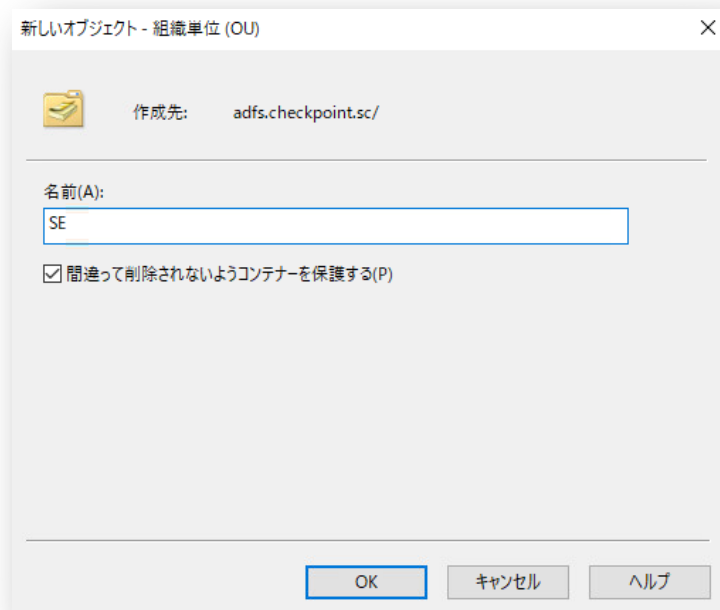 新しいオブジェクト - 組織単位 (OU)
作成先: adfs.checkpoint.sc/
名前(A):
SE
間違って削除されないようコンテナーを保護する(P)
OK キャンセル ヘルプ